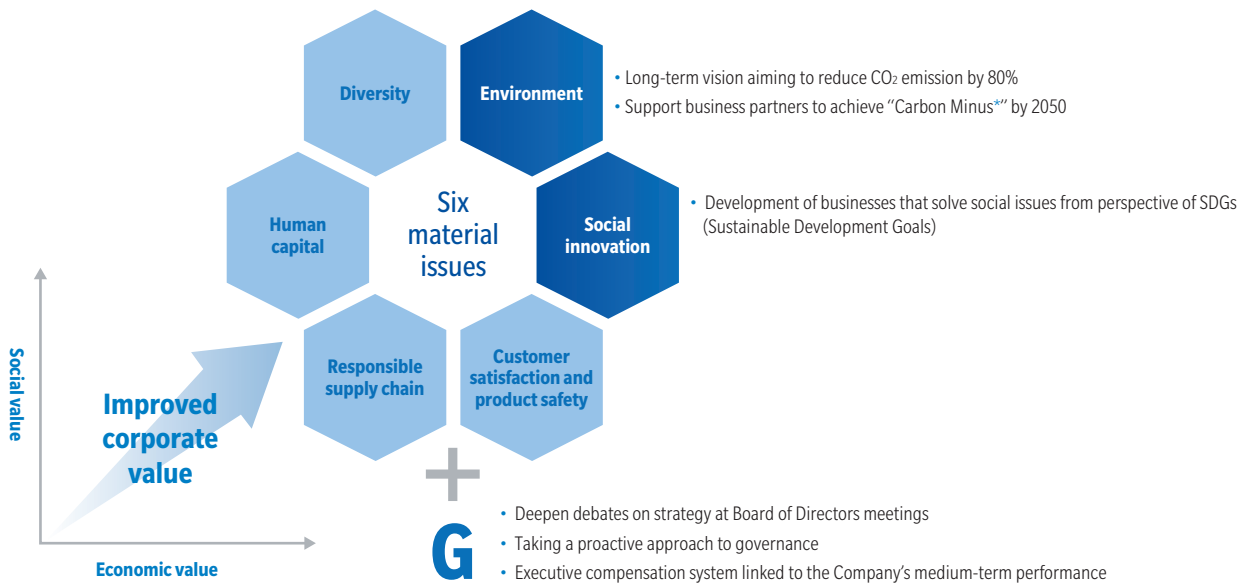 Diversity
Environment
• Long-term vision aiming to reduce CO₂ emission by 80%
• Support business partners to achieve “Carbon Minus*” by 2050
Human
capital
Six
material
issues
Social
innovation
• Development of businesses that solve social issues from perspective of SDGs
(Sustainable Development Goals)
Responsible
supply chain
Customer
satisfaction and
product safety
Social value
Improved
corporate
value
Economic value
+
G
• Deepen debates on strategy at Board of Directors meetings
• Taking a proactive approach to governance
• Executive compensation system linked to the Company’s medium-term performance